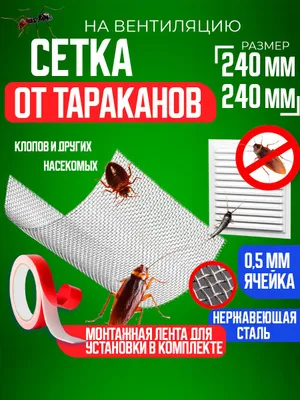 НА ВЕНТИЛЯЦИЮ
СЕТКА
ОТ ТАРАКАНОВ
РАЗМЕР
240 ММ
240 ММ
КЛОПОВ И ДРУГИХ
НАСЕКОМЫХ
0,5 ММ
ЯЧЕЙКА
НЕРЖАВЕЮЩАЯ
СТАЛЬ
МОНТАЖНАЯ ЛЕНТА ДЛЯ
УСТАНОВКИ В КОМПЛЕКТЕ